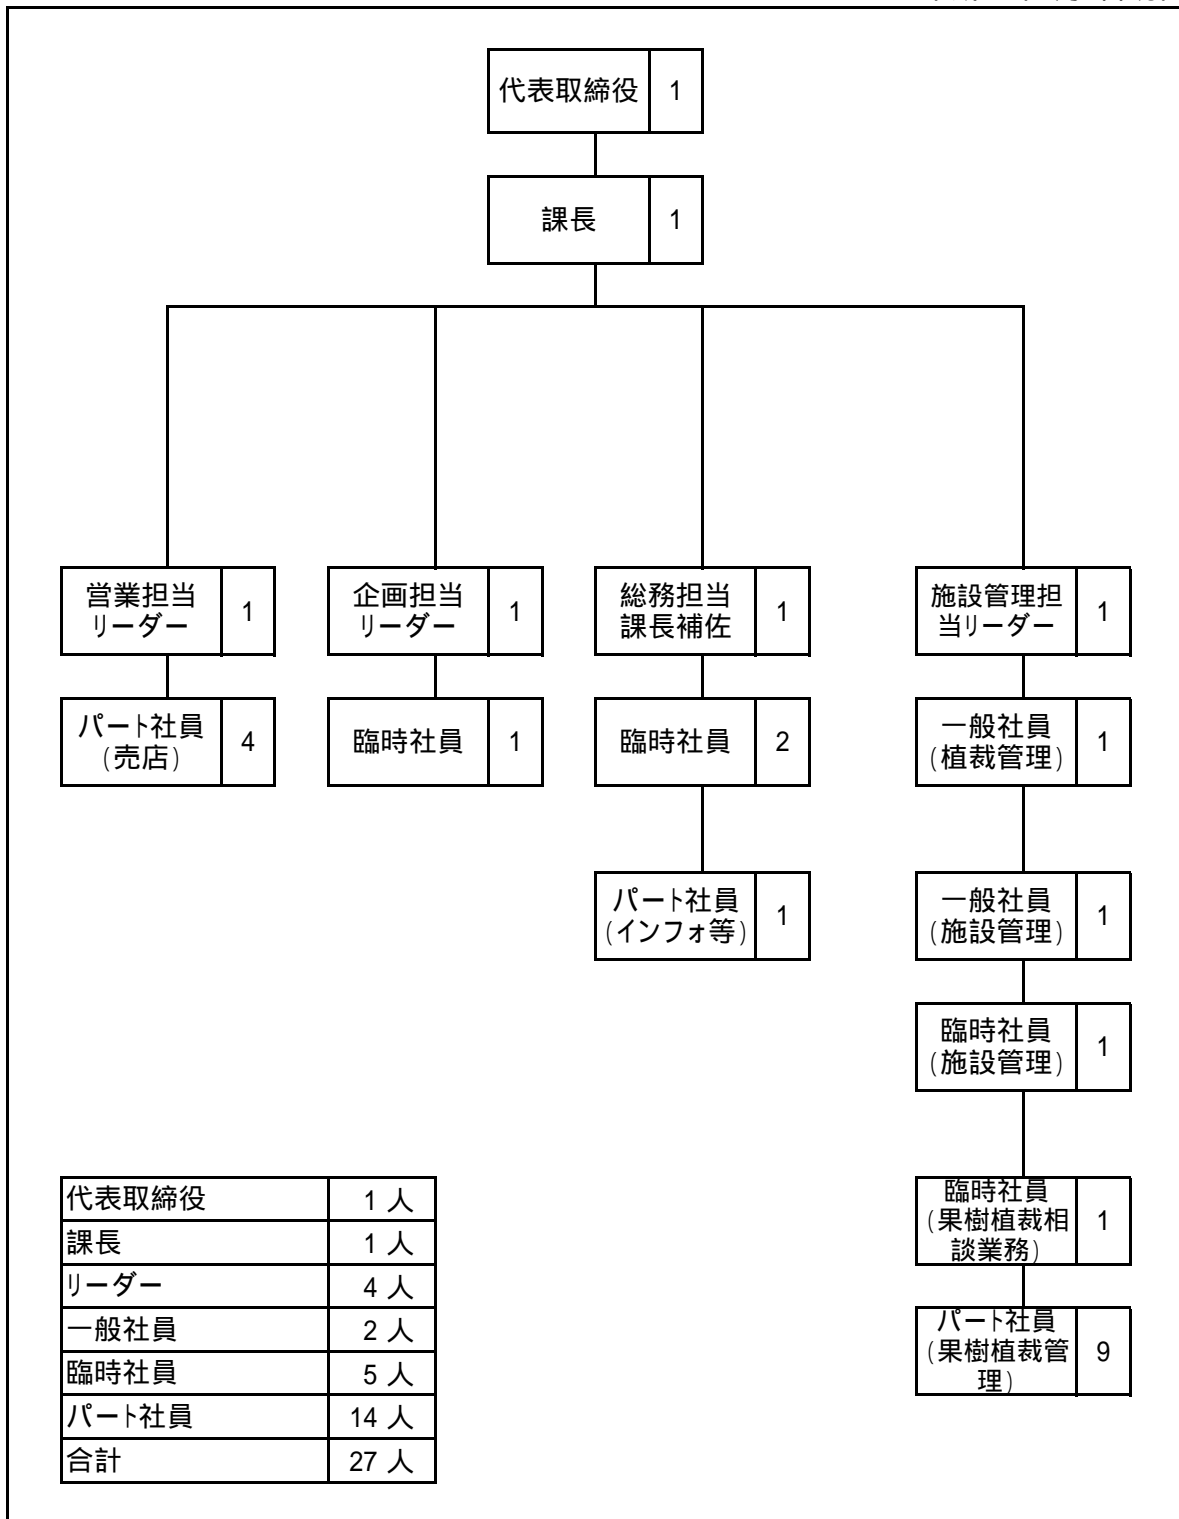 代表取締役 1
課長 1
営業担当
リーダー 1
企画担当
リーダー 1
総務担当
課長補佐 1
施設管理担
当リーダー 1
パート社員
(売店) 4
臨時社員 1
臨時社員 2
一般社員
(植裁管理) 1
パート社員
(インフォ等) 1
一般社員
(施設管理) 1
臨時社員
(施設管理) 1
臨時社員
(果樹植裁相
談業務) 1
パート社員
(果樹植裁管
理) 9
代表取締役 1 人
課長 1 人
リーダー 4 人
一般社員 2 人
臨時社員 5 人
パート社員 14 人
合計 27 人